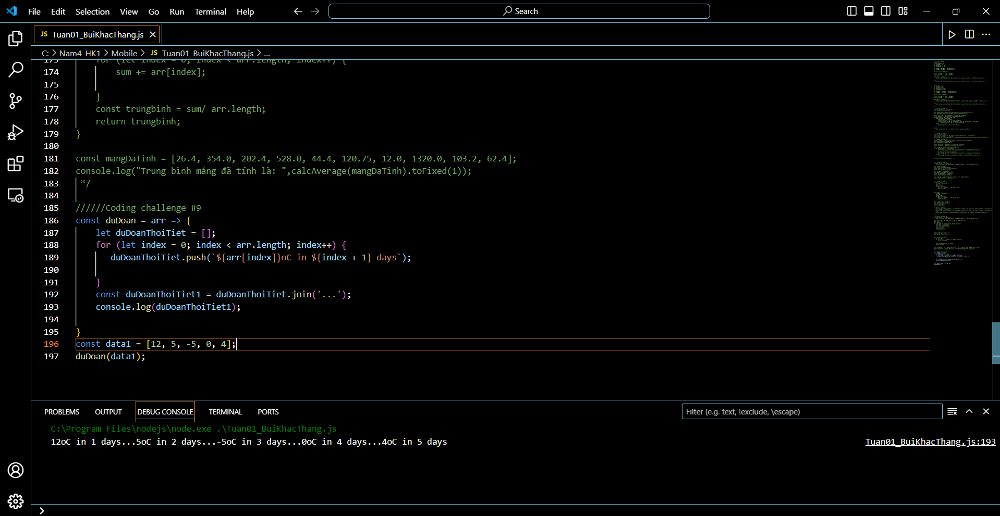 File Edit Selection View Go Run Terminal Help
Search
JS Tuan01_BuiKhacThang.js
C: > Nam4_HK1 > Mobile > JS Tuan01_BuiKhacThang.js > ...
173 for (let index = 0; index < arr.length; index++) {
174 sum += arr[index];
175
176 }
177 const trungbinh = sum/ arr.length;
178 return trungbinh;
179 }
180
181 const mangDaTinh = [26.4, 354.0, 202.4, 528.0, 44.4, 120.75, 12.0, 1320.0, 103.2, 62.4];
182 console.log("Trung bình mảng đã tính là: ",calcAverage(mangDaTinh).toFixed(1));
183 */
184
185 //////Coding challenge #9
186 const duDoan = arr => {
187 let duDoanThoiTiet = [];
188 for (let index = 0; index < arr.length; index++) {
189 duDoanThoiTiet.push(`${arr[index]}oC in ${index + 1} days`);
190
191 }
192 const duDoanThoiTiet1 = duDoanThoiTiet.join('...');
193 console.log(duDoanThoiTiet1);
194
195 }
196 const data1 = [12, 5, -5, 0, 4];
197 duDoan(data1);
PROBLEMS OUTPUT DEBUG CONSOLE TERMINAL PORTS
Filter (e.g. text, !exclude, \escape)
C:\Program Files\nodejs\node.exe .\Tuan01_BuiKhacThang.js
12oC in 1 days...5oC in 2 days...-5oC in 3 days...0oC in 4 days...4oC in 5 days
Tuan01_BuiKhacThang.js:193